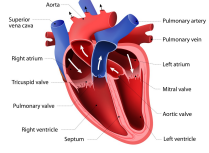 Aorta
Superior
vena cava
Right atrium
Tricuspid valve
Pulmonary valve
Right ventricle
Septum
Pulmonary artery
Pulmonary vein
Left atrium
Mitral valve
Aortic valve
Left ventricle